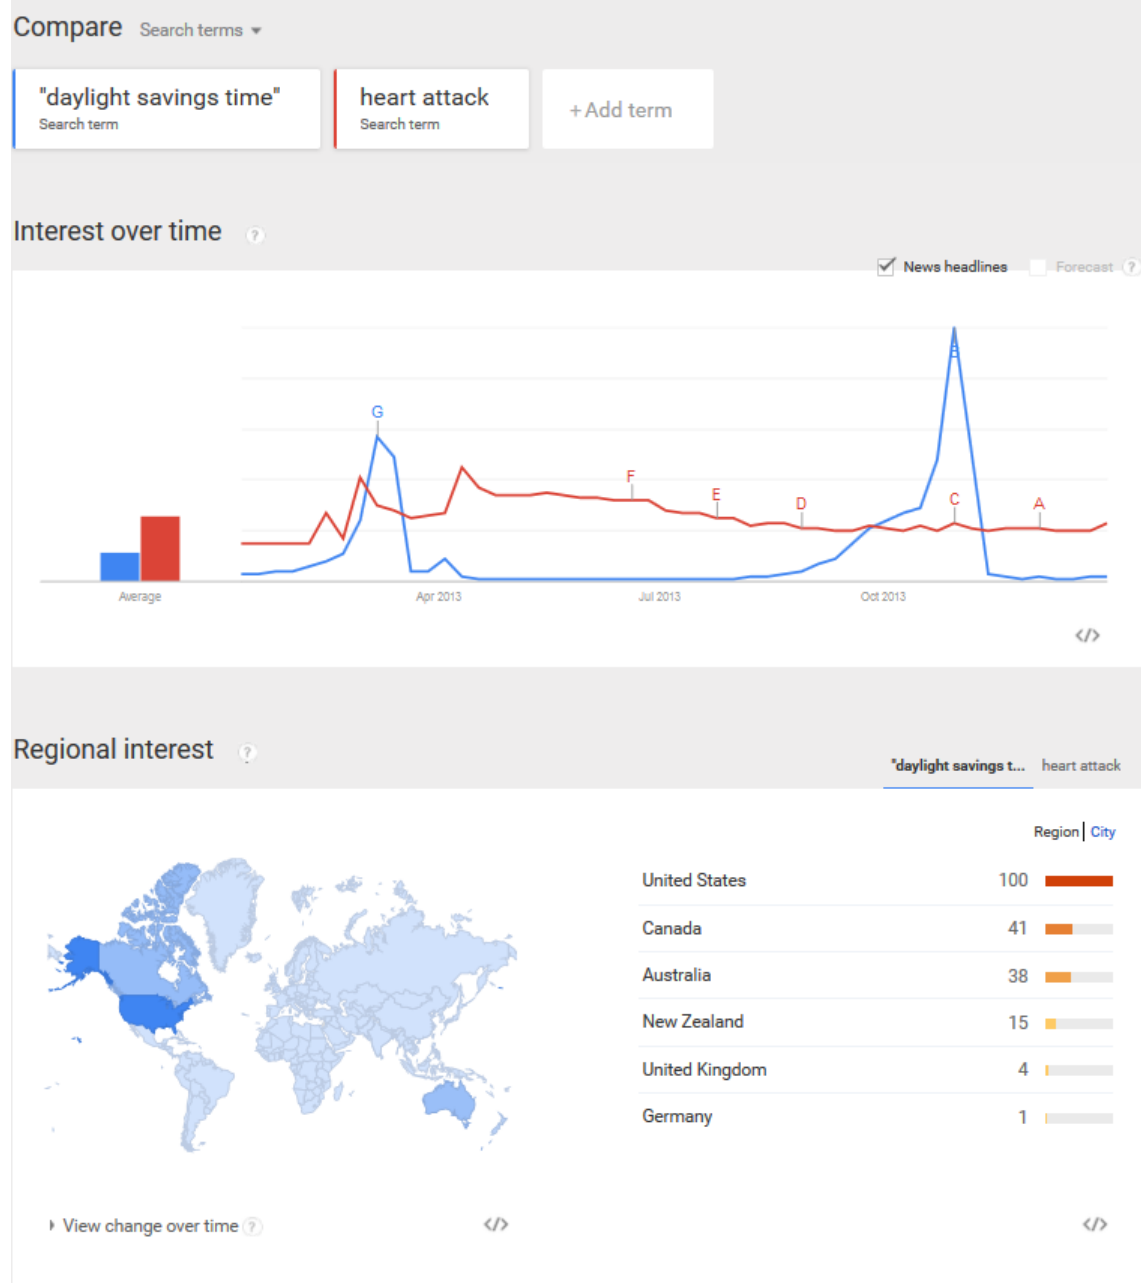 Compare Search terms
"daylight savings time" heart attack +Add term
Search term Search term
Interest over time ?
News headlines Forecast ?
B
G
F
E
D
C
A
Average Apr 2013 Jul 2013 Oct 2013
</>
Regional interest ?
"daylight savings t... heart attack
Region | City
United States 100
Canada 41
Australia 38
New Zealand 15
United Kingdom 4
Germany 1
View change over time ? </> </>